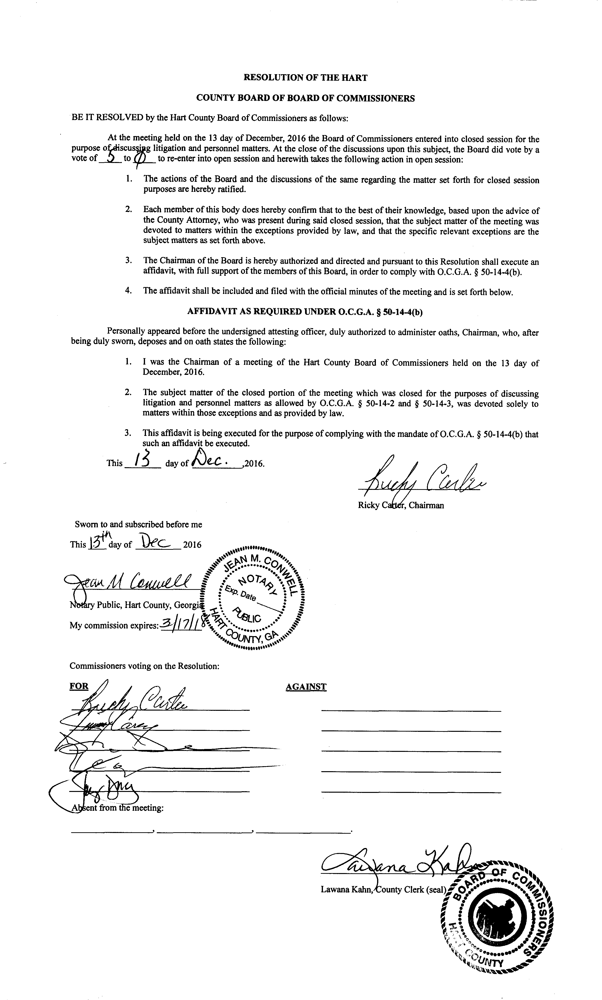 RESOLUTION OF THE HART
COUNTY BOARD OF BOARD OF COMMISSIONERS
BE IT RESOLVED by the Hart County Board of Commissioners as follows:
At the meeting held on the 13 day of December, 2016 the Board of Commissioners entered into closed session for the
purpose of discussing litigation and personnel matters. At the close of the discussions upon this subject, the Board did vote by a
vote of 5 to 0 to re-enter into open session and herewith takes the following action in open session:
1. The actions of the Board and the discussions of the same regarding the matter set forth for closed session
purposes are hereby ratified.
2. Each member of this body does hereby confirm that to the best of their knowledge, based upon the advice of
the County Attorney, who was present during said closed session, that the subject matter of the meeting was
devoted to matters within the exceptions provided by law, and that the specific relevant exceptions are the
subject matters as set forth above.
3. The Chairman of the Board is hereby authorized and directed and pursuant to this Resolution shall execute an
affidavit, with full support of the members of this Board, in order to comply with O.C.G.A. § 50-14-4(b).
4. The affidavit shall be included and filed with the official minutes of the meeting and is set forth below.
AFFIDAVIT AS REQUIRED UNDER O.C.G.A. § 50-14-4(b)
Personally appeared before the undersigned attesting officer, duly authorized to administer oaths, Chairman, who, after
being duly sworn, deposes and on oath states the following:
1. I was the Chairman of a meeting of the Hart County Board of Commissioners held on the 13 day of
December, 2016.
2. The subject matter of the closed portion of the meeting which was closed for the purposes of discussing
litigation and personnel matters as allowed by O.C.G.A. § 50-14-2 and § 50-14-3, was devoted solely to
matters within those exceptions and as provided by law.
3. This affidavit is being executed for the purpose of complying with the mandate of O.C.G.A. § 50-14-4(b) that
such an affidavit be executed.
This 13 day of Dec. ,2016.
Ricky Carter
Ricky Carter, Chairman
Sworn to and subscribed before me
This 13th day of Dec 2016
Jean M Conwell
Notary Public, Hart County, Georgia
My commission expires: 3/17/18
JEAN M. CONWELL
NOTARY
Exp. Date
PUBLIC
HART COUNTY, GA
Commissioners voting on the Resolution:
FOR AGAINST
Ricky Carter
Carey
Absent from the meeting:
, , .
Lawana Kahn
Lawana Kahn, County Clerk (seal)
BOARD OF COMMISSIONERS
HART COUNTY